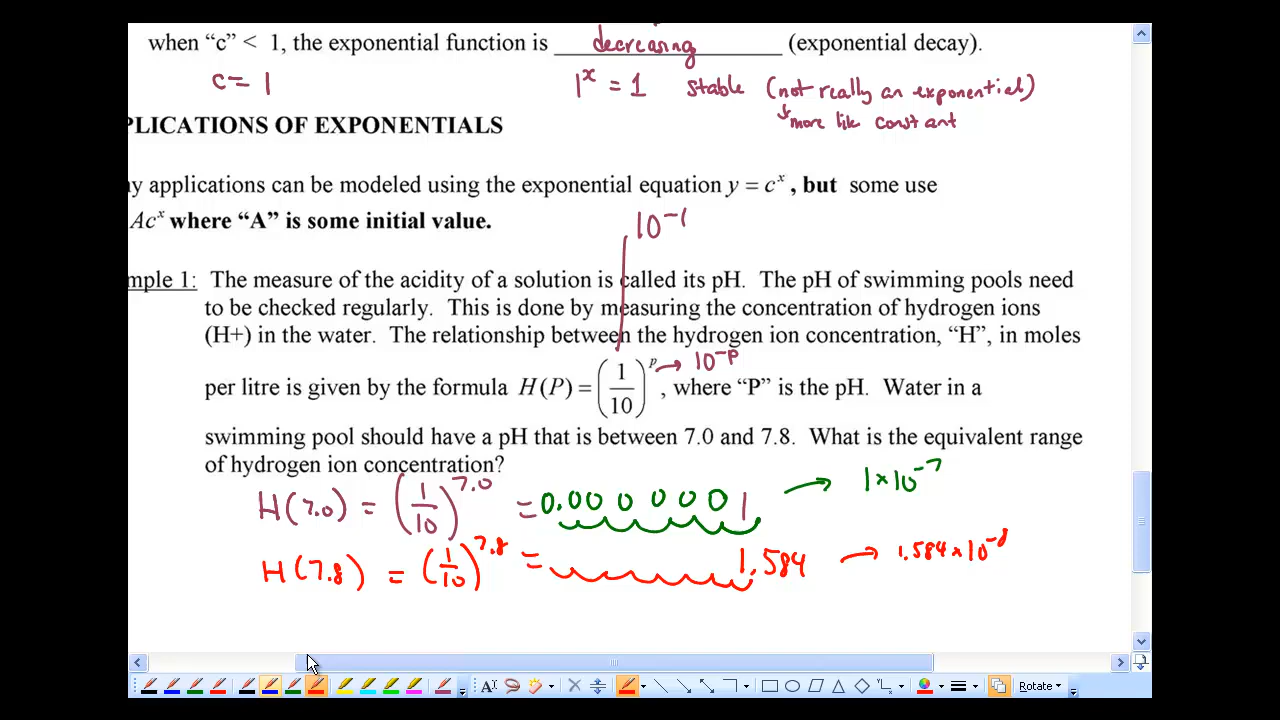 when “c” < 1, the exponential function is decreasing (exponential decay).
c = 1 1^x = 1 stable (not really an exponential)
↳ more like constant
PLICATIONS OF EXPONENTIALS
ny applications can be modeled using the exponential equation y = c^x , but some use
Ac^x where “A” is some initial value.
10^-1
mple 1: The measure of the acidity of a solution is called its pH. The pH of swimming pools need
to be checked regularly. This is done by measuring the concentration of hydrogen ions
(H+) in the water. The relationship between the hydrogen ion concentration, “H”, in moles
→ 10^-p
per litre is given by the formula H(P) = (1/10)^p, where “P” is the pH. Water in a
swimming pool should have a pH that is between 7.0 and 7.8. What is the equivalent range
of hydrogen ion concentration?
H(7.0) = (1/10)^7.0 = 0.0000001 → 1×10^-7
H(7.8) = (1/10)^7.8 = 1.584 → 1.584×10^-8
A
Rotate